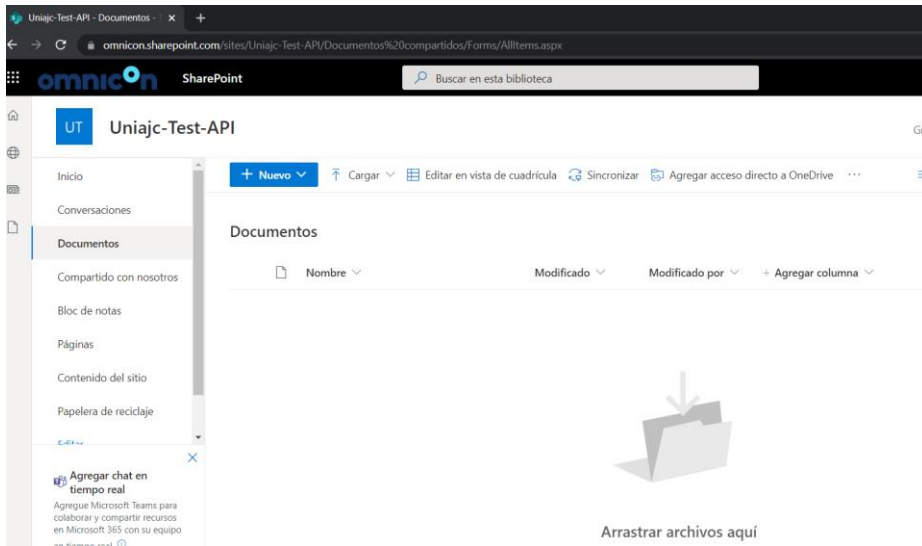 Uniajc-Test-API - Documentos -
omnicon.sharepoint.com/sites/Uniajc-Test-API/Documentos%20compartidos/Forms/AllItems.aspx
omnicon SharePoint Buscar en esta biblioteca
UT Uniajc-Test-API
+ Nuevo Cargar Editar en vista de cuadrícula Sincronizar Agregar acceso directo a OneDrive ...
Inicio
Conversaciones
Documentos
Compartido con nosotros
Bloc de notas
Páginas
Contenido del sitio
Papelera de reciclaje
Editar
Agregar chat en
tiempo real
Agregue Microsoft Teams para
colaborar y compartir recursos
en Microsoft 365 con su equipo
en tiempo real.
Documentos
Nombre Modificado Modificado por + Agregar columna
Arrastrar archivos aquí